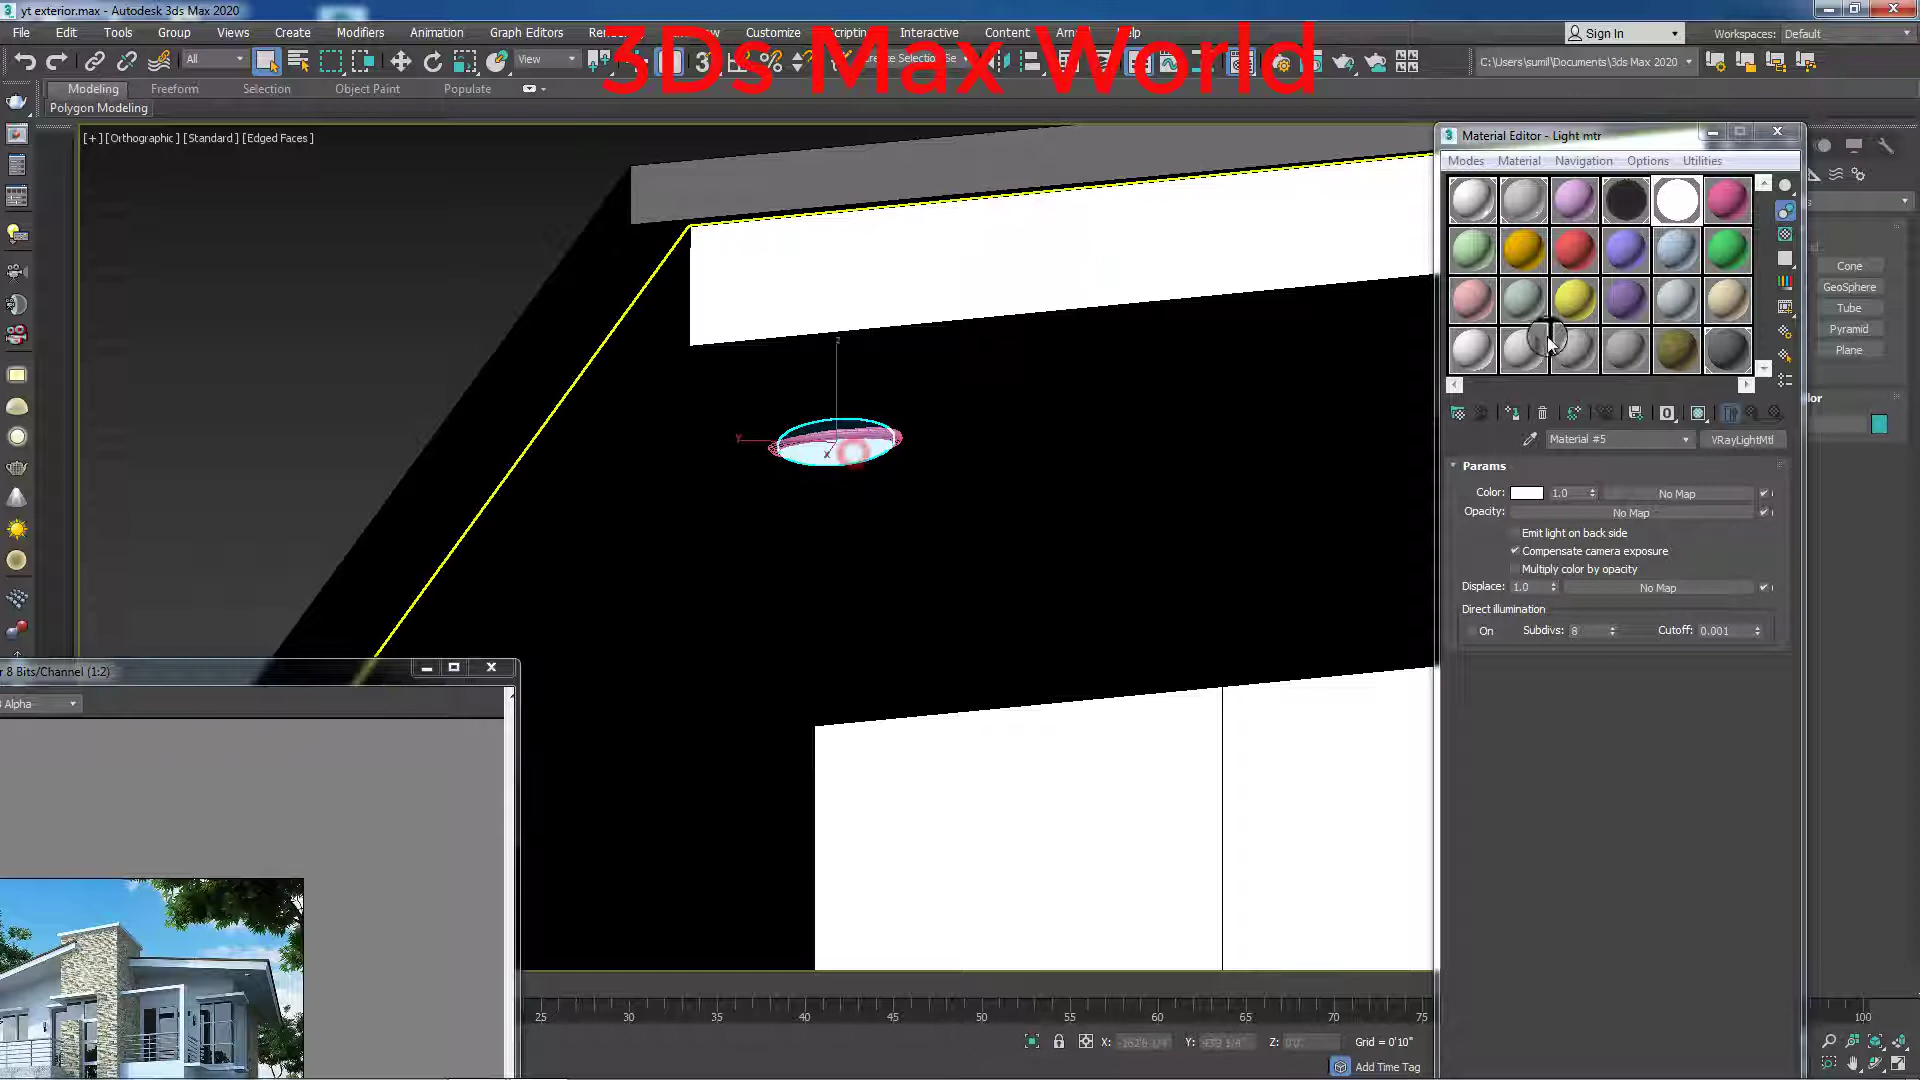 yt exterior.max - Autodesk 3ds Max 2020
File Edit Tools Group Views Create Modifiers Animation Graph Editors Customize Interactive Content Help
3Ds Max World
Sign In Workspaces: Default
All View C:\Users\sumil\Documents\3ds Max 2020
Modeling Freeform Selection Object Paint Populate
Polygon Modeling
[+] [Orthographic] [Standard] [Edged Faces]
Material Editor - Light mtr
Modes Material Navigation Options Utilities
Cone
GeoSphere
Tube
Pyramid
Plane
z
Y
x
Material #5 VRayLightMtl
Params
Color: 1.0 No Map
Opacity: No Map
Emit light on back side
Compensate camera exposure
Multiply color by opacity
Displace: 1.0 No Map
Direct illumination
On Subdivs: 8 Cutoff: 0.001
8 Bits/Channel (1:2)
Alpha
25 30 35 40 45 50 55 60 65 70 75 100
X: Y: Z: Grid = 0'10"
Add Time Tag